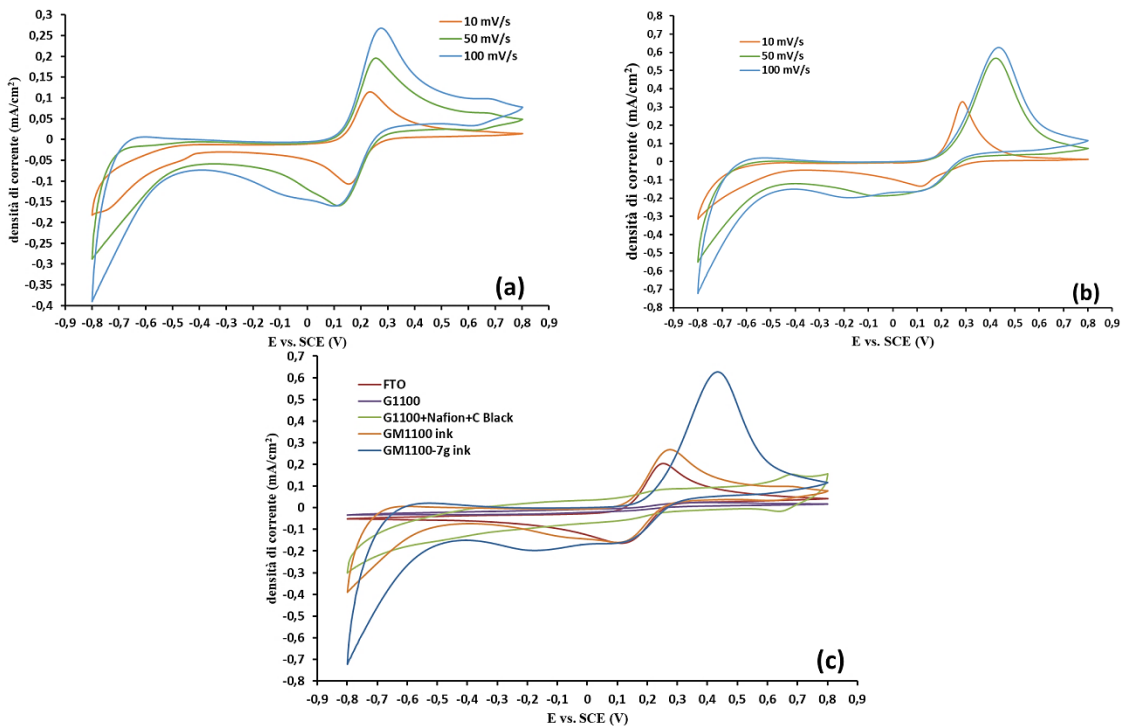 densità di corrente (mA/cm²)
0,3
0,25
0,2
0,15
0,1
0,05
0
-0,05
-0,1
-0,15
-0,2
-0,25
-0,3
-0,35
-0,4
10 mV/s
50 mV/s
100 mV/s
(a)
-0,9 -0,8 -0,7 -0,6 -0,5 -0,4 -0,3 -0,2 -0,1 0 0,1 0,2 0,3 0,4 0,5 0,6 0,7 0,8 0,9
E vs. SCE (V)
densità di corrente (mA/cm²)
0,8
0,7
0,6
0,5
0,4
0,3
0,2
0,1
0
-0,1
-0,2
-0,3
-0,4
-0,5
-0,6
-0,7
-0,8
10 mV/s
50 mV/s
100 mV/s
(b)
-0,9 -0,8 -0,7 -0,6 -0,5 -0,4 -0,3 -0,2 -0,1 0 0,1 0,2 0,3 0,4 0,5 0,6 0,7 0,8 0,9
E vs. SCE (V)
densità di corrente (mA/cm²)
0,7
0,6
0,5
0,4
0,3
0,2
0,1
0
-0,1
-0,2
-0,3
-0,4
-0,5
-0,6
-0,7
-0,8
FTO
G1100
G1100+Nafion+C Black
GM1100 ink
GM1100-7g ink
(c)
-0,9 -0,8 -0,7 -0,6 -0,5 -0,4 -0,3 -0,2 -0,1 0 0,1 0,2 0,3 0,4 0,5 0,6 0,7 0,8 0,9
E vs. SCE (V)